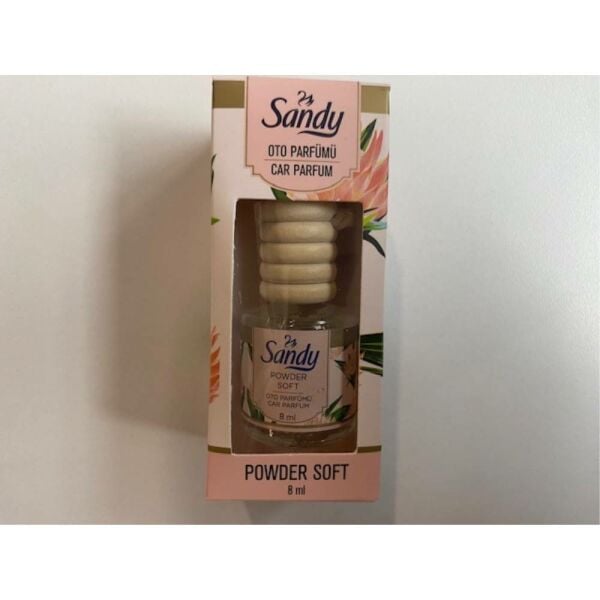 Sandy
OTO PARFÜMÜ
CAR PARFUM
Sandy
POWDER
SOFT
OTO PARFÜMÜ
CAR PARFUM
8 ml
POWDER SOFT
8 ml